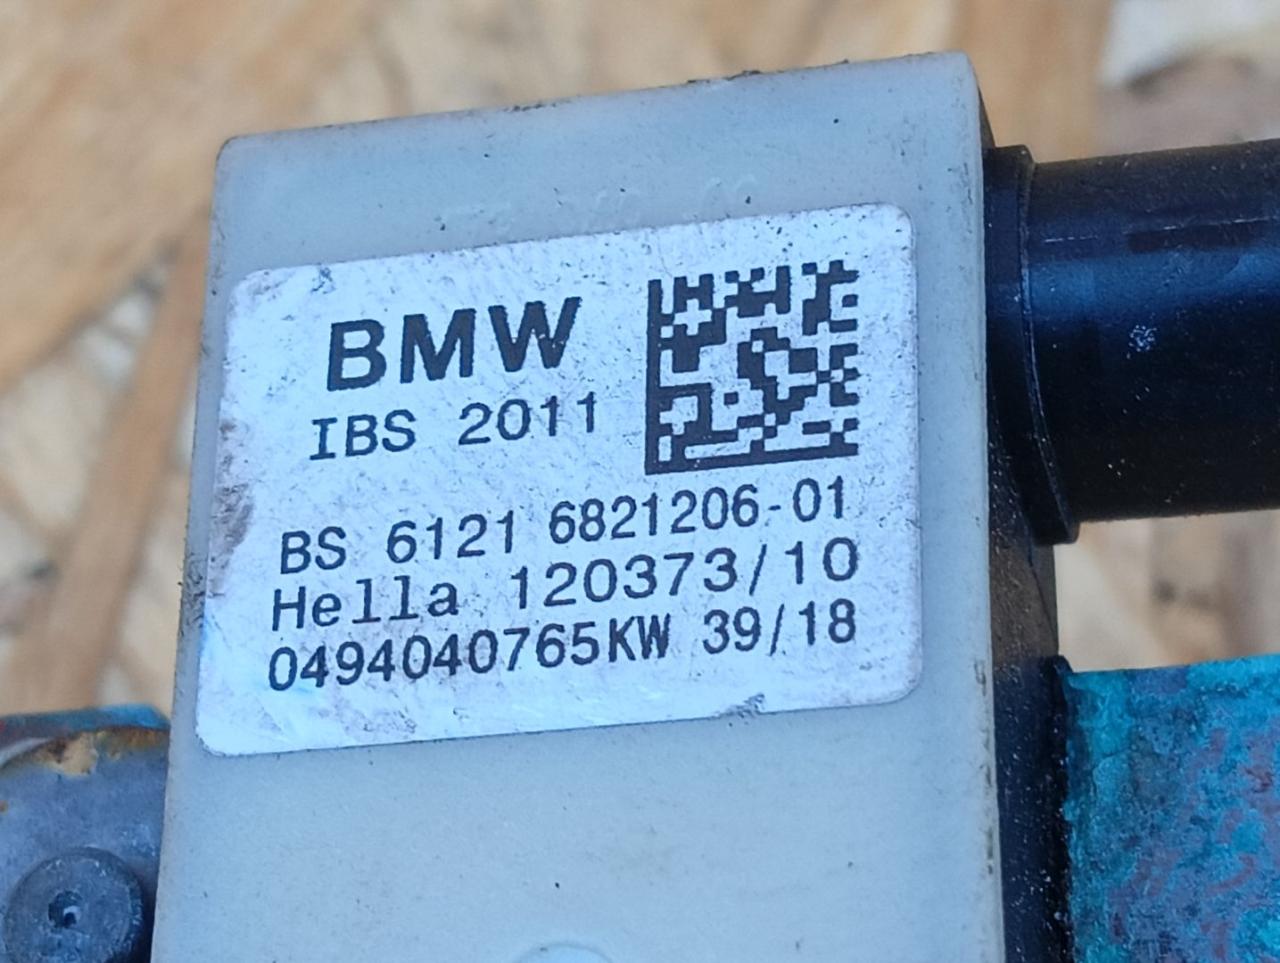 BMW
IBS 2011
BS 6121 6821206-01
Hella 120373/10
0494040765KW 39/18